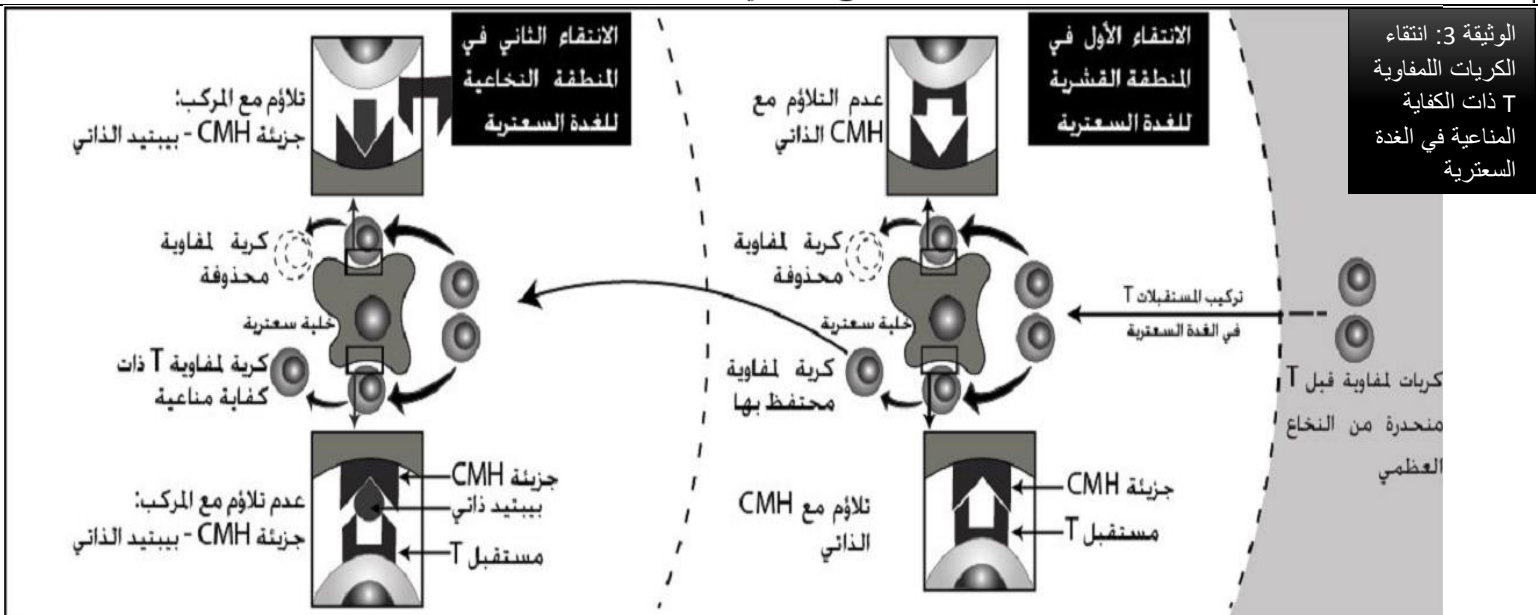 الوثيقة 3: انتقاء
الكريات اللمفاوية
T ذات الكفاية
المناعية في الغدة
السعترية
كريات لمفاوية قبل T
منحدرة من النخاع
العظمي
تركيب المستقبلات T
في الغدة السعترية
الانتقاء الأول في
المنطقة القشرية
للغدة السعترية
عدم التلاؤم مع
CMH الذاتي
كرية لمفاوية
محذوفة
خلية سعترية
كرية لمفاوية
محتفظ بها
جزيئة CMH
مستقبل T
تلاؤم مع CMH
الذاتي
الانتقاء الثاني في
المنطقة النخاعية
للغدة السعترية
تلاؤم مع المركب:
جزيئة CMH - بيبتيد الذاتي
كرية لمفاوية
محذوفة
خلية سعترية
كرية لمفاوية T ذات
كفاية مناعية
جزيئة CMH
بيبتيد ذاتي
مستقبل T
عدم تلاؤم مع المركب:
جزيئة CMH - بيبتيد الذاتي